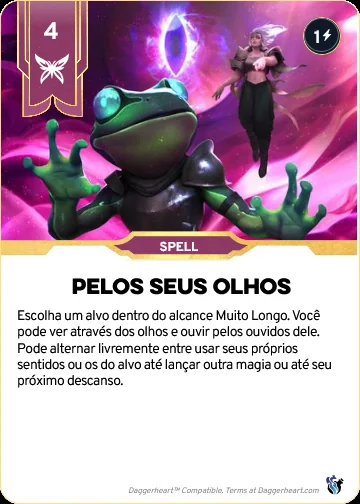 4
1
SPELL
PELOS SEUS OLHOS
Escolha um alvo dentro do alcance Muito Longo. Você
pode ver através dos olhos e ouvir pelos ouvidos dele.
Pode alternar livremente entre usar seus próprios
sentidos ou os do alvo até lançar outra magia ou até seu
próximo descanso.
Daggerheart™ Compatible. Terms at Daggerheart.com